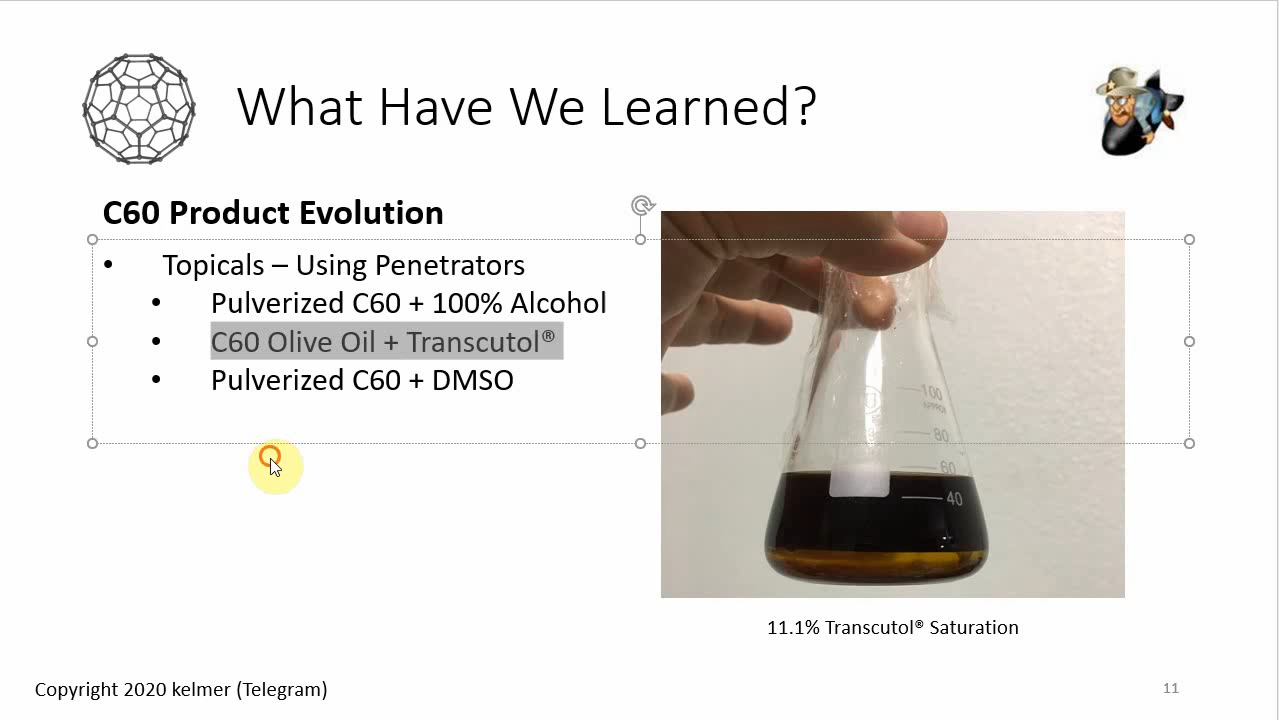 What Have We Learned?
C60 Product Evolution
• Topicals – Using Penetrators
• Pulverized C60 + 100% Alcohol
• C60 Olive Oil + Transcutol®
• Pulverized C60 + DMSO
100
APPROX
80
60
40
11.1% Transcutol® Saturation
Copyright 2020 kelmer (Telegram)
11